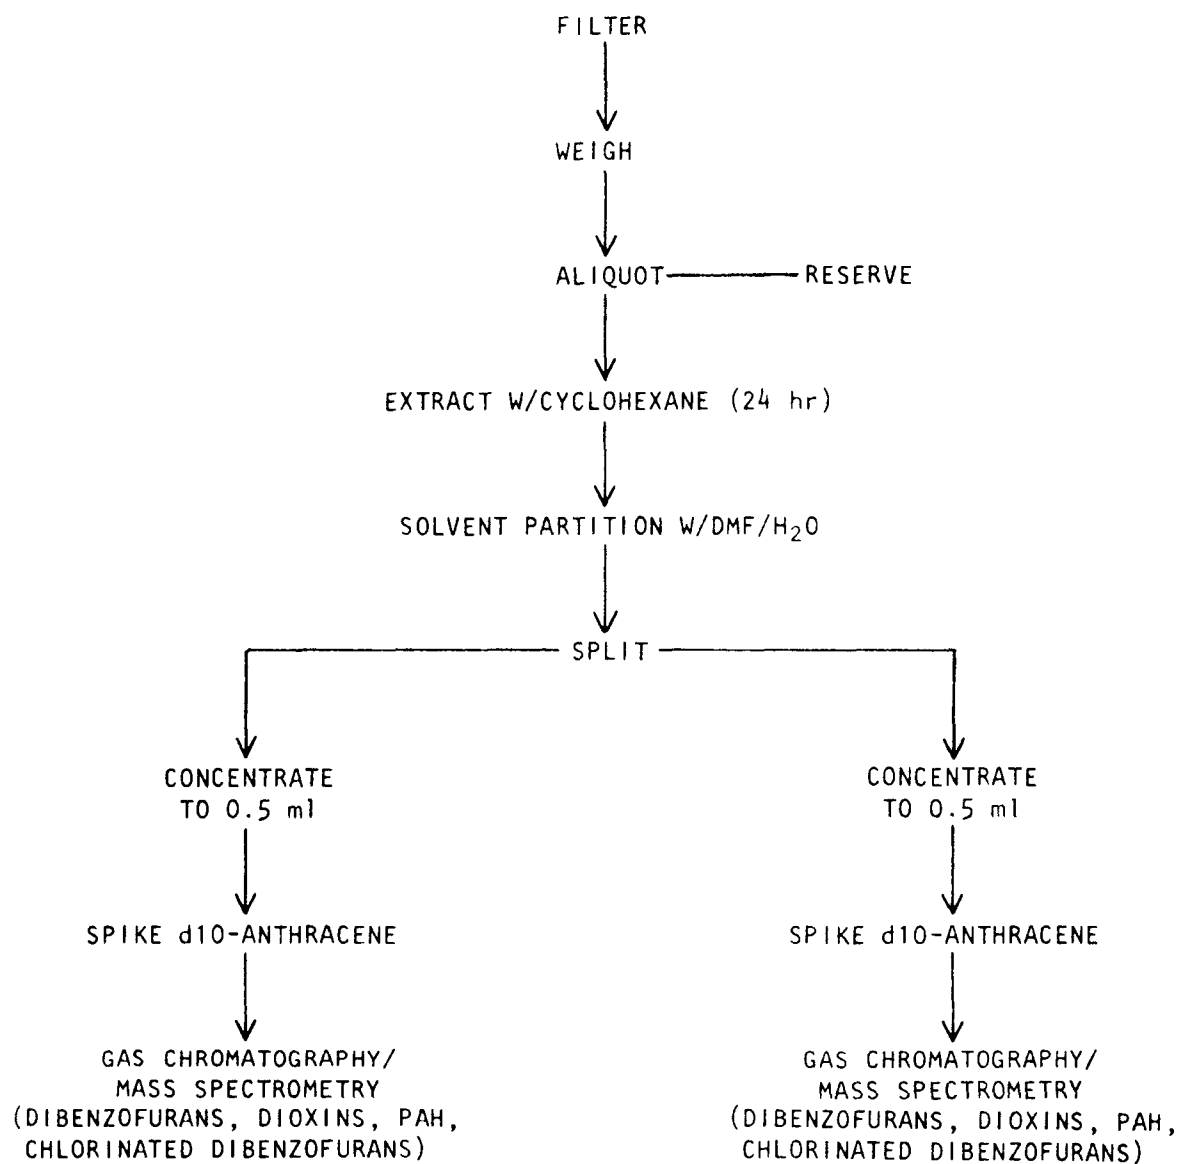 FILTER
WEIGH
ALIQUOT
RESERVE
EXTRACT W/CYCLOHEXANE (24 hr)
SOLVENT PARTITION W/DMF/H₂O
SPLIT
CONCENTRATE
TO 0.5 ml
SPIKE d10-ANTHRACENE
GAS CHROMATOGRAPHY/
MASS SPECTROMETRY
(DIBENZOFURANS, DIOXINS, PAH,
CHLORINATED DIBENZOFURANS)
CONCENTRATE
TO 0.5 ml
SPIKE d10-ANTHRACENE
GAS CHROMATOGRAPHY/
MASS SPECTROMETRY
(DIBENZOFURANS, DIOXINS, PAH,
CHLORINATED DIBENZOFURANS)